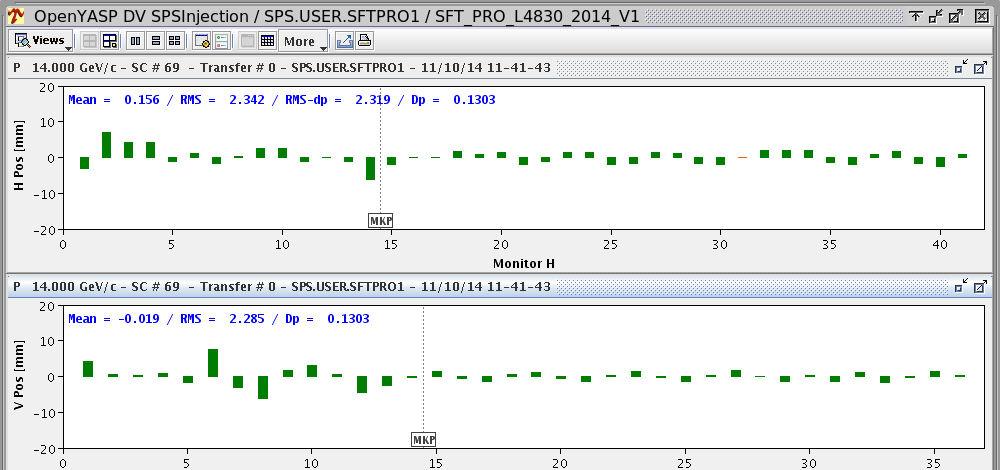 OpenYASP DV SPSInjection / SPS.USER.SFTPRO1 / SFT_PRO_L4830_2014_V1
Views More
P 14.000 GeV/c - SC # 69 - Transfer # 0 - SPS.USER.SFTPRO1 - 11/10/14 11-41-43
Mean = 0.156 / RMS = 2.342 / RMS-dp = 2.319 / Dp = 0.1303
20
10
0
-10
-20
H Pos [mm]
MKP
0 5 10 15 20 25 30 35 40
Monitor H
P 14.000 GeV/c - SC # 69 - Transfer # 0 - SPS.USER.SFTPRO1 - 11/10/14 11-41-43
Mean = -0.019 / RMS = 2.285 / Dp = 0.1303
20
10
0
-10
-20
V Pos [mm]
MKP
0 5 10 15 20 25 30 35